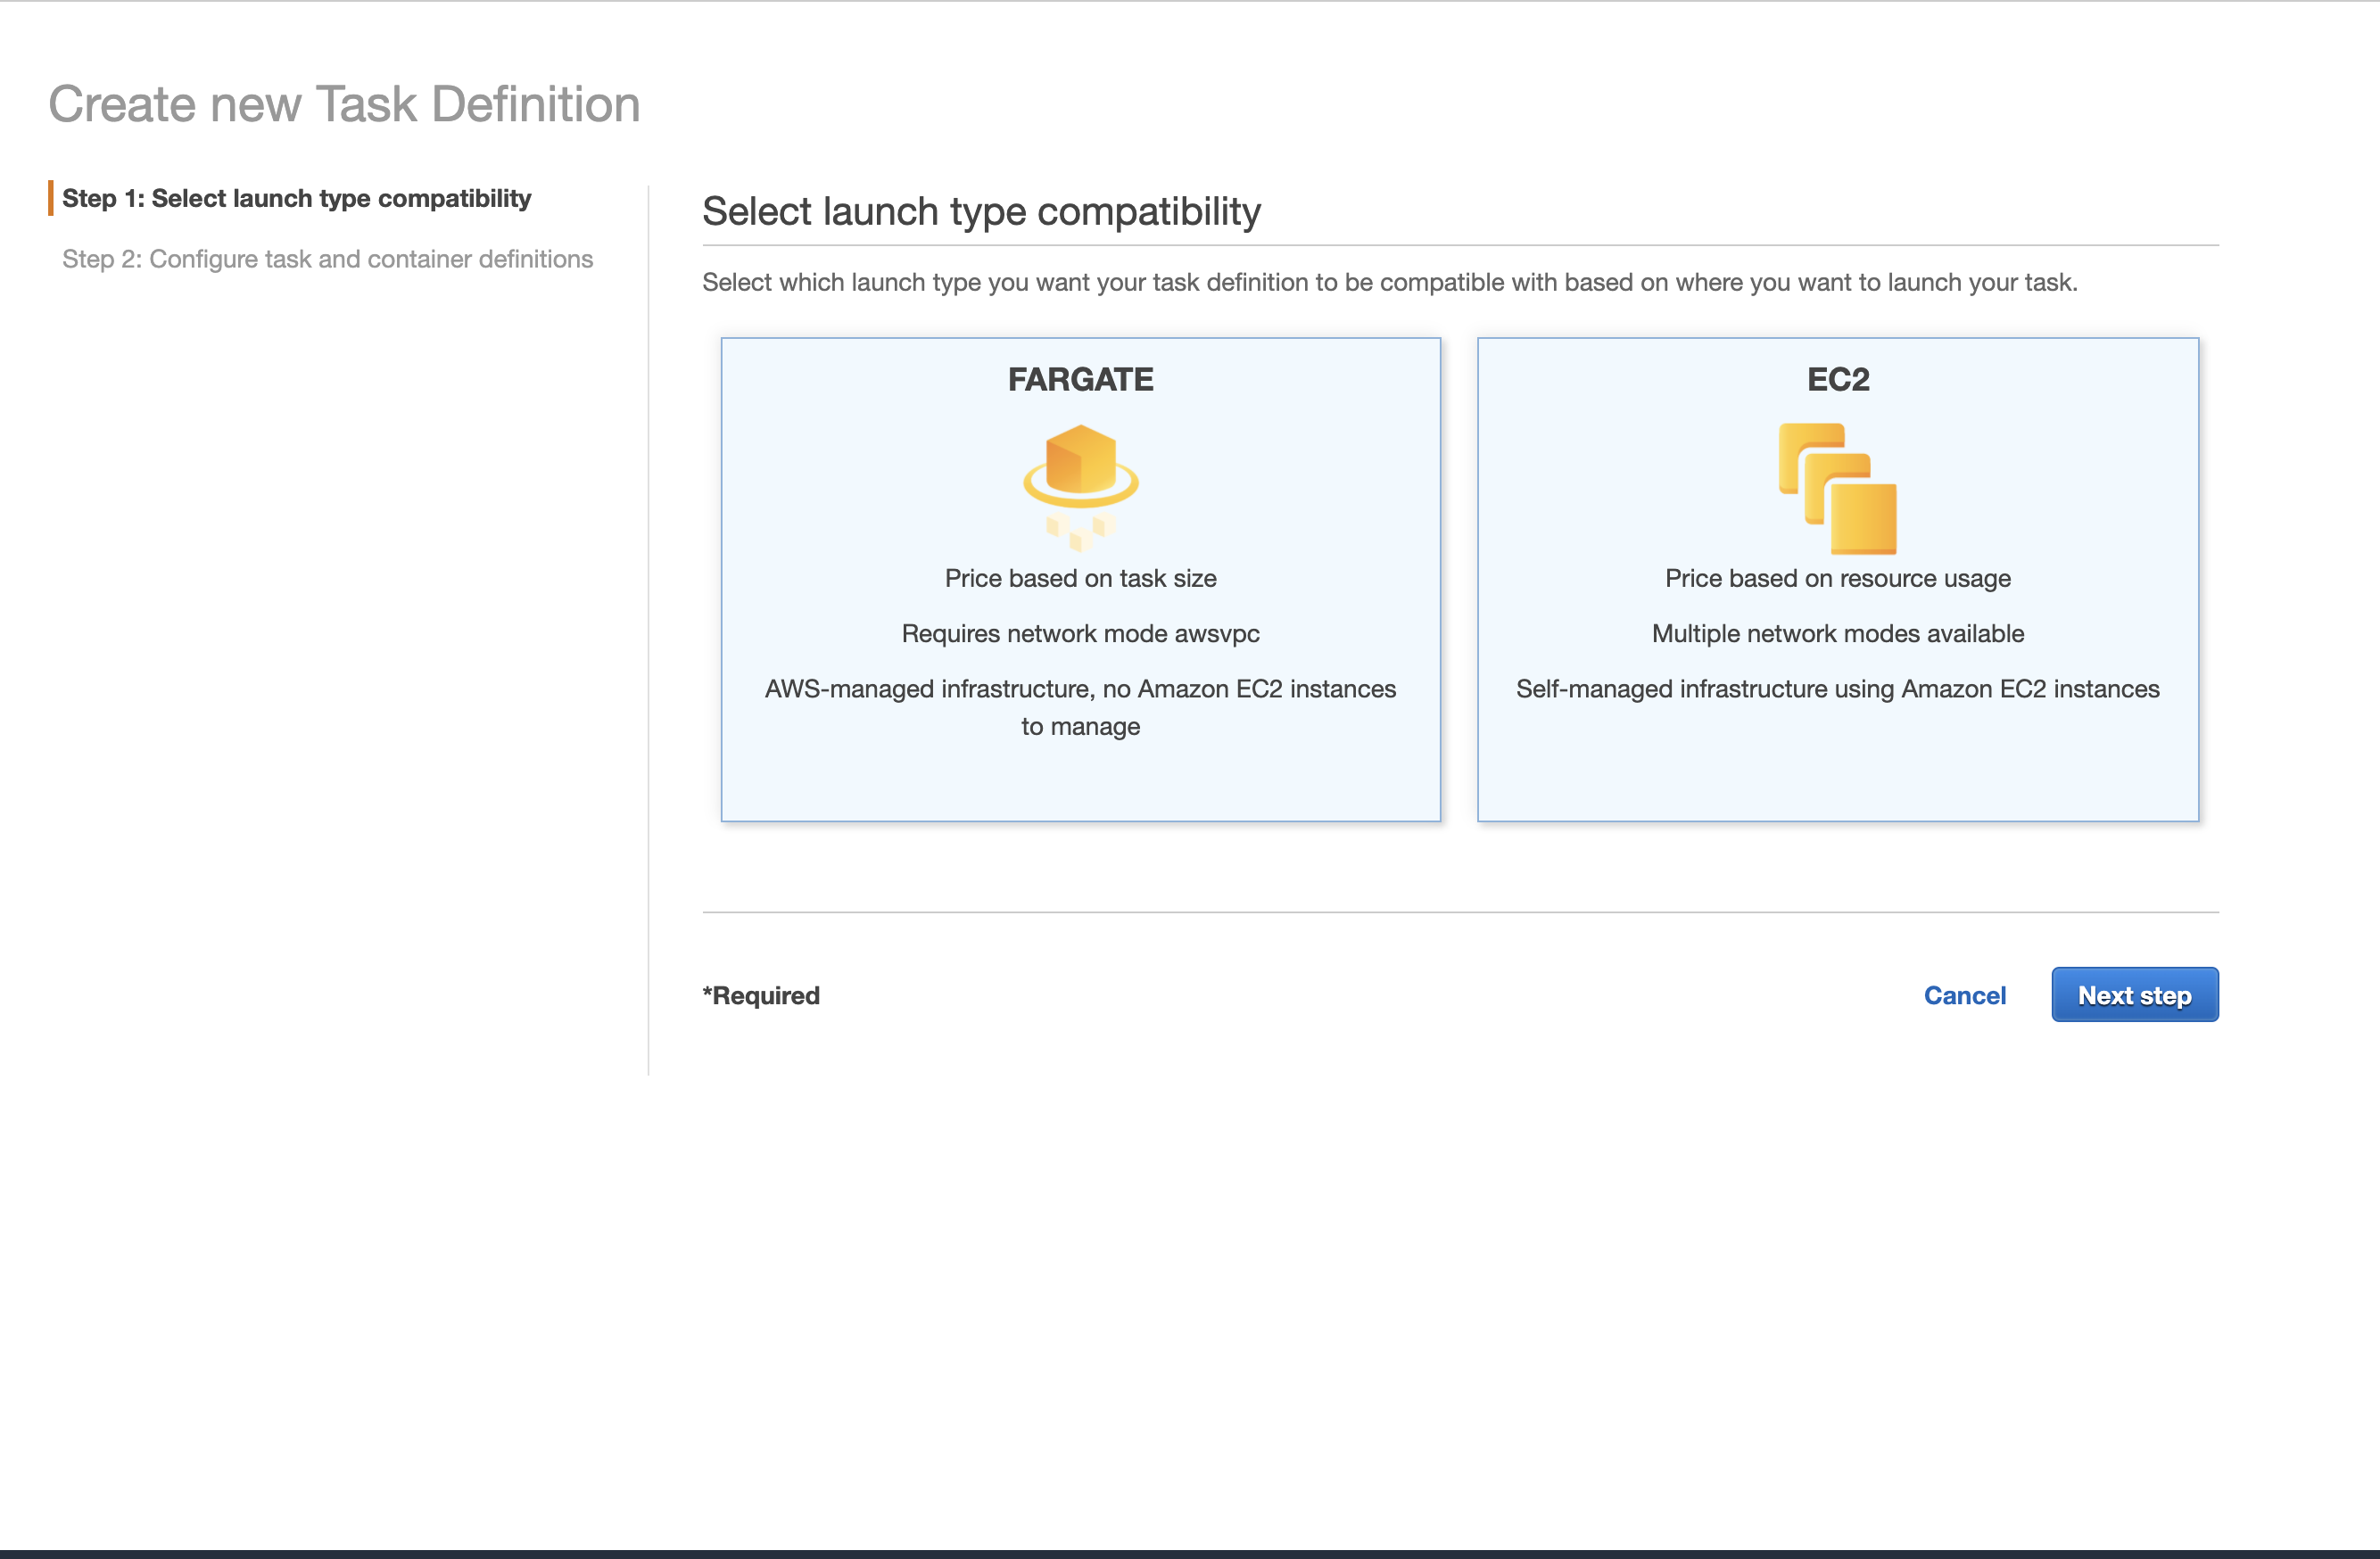 Create new Task Definition
Step 1: Select launch type compatibility
Step 2: Configure task and container definitions
Select launch type compatibility
Select which launch type you want your task definition to be compatible with based on where you want to launch your task.
FARGATE
Price based on task size
Requires network mode awsvpc
AWS-managed infrastructure, no Amazon EC2 instances
to manage
EC2
Price based on resource usage
Multiple network modes available
Self-managed infrastructure using Amazon EC2 instances
*Required
Cancel
Next step